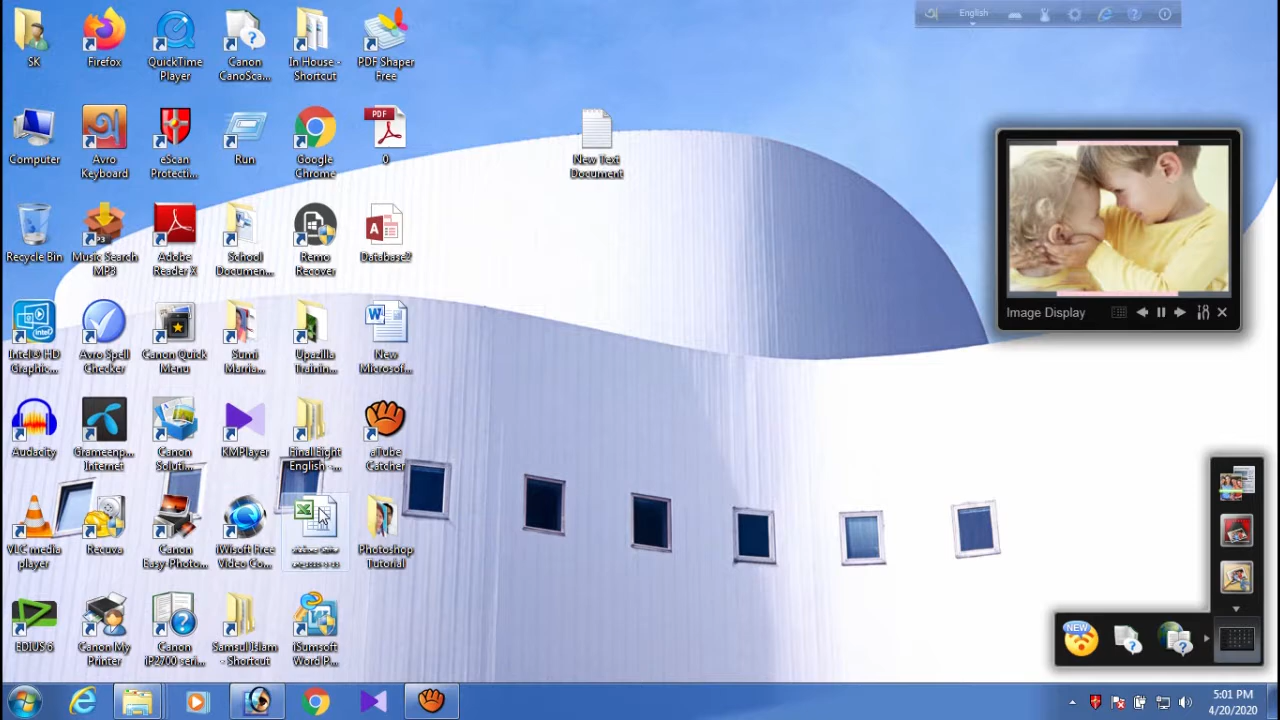 English
SK
Firefox
QuickTime
Player
Canon
CanoSca...
In House -
Shortcut
PDF Shaper
Free
Computer
Avro
Keyboard
eScan
Protecti...
Run
Google
Chrome
PDF
0
New Text
Document
Recycle Bin
Music Search
MP3
Adobe
Reader X
School
Documen...
Remo
Recover
Database2
Image Display
Intel® HD
Graphic...
Avro Spell
Checker
Canon Quick
Menu
Sumi
Marria...
Upazilla
Trainin...
New
Microsof...
Audacity
Grameenp...
Internet
Canon
Soluti...
KMPlayer
Final Eight
English -...
aTube
Catcher
VLC media
player
Recuva
Canon
Easy-Photo...
iWisoft Free
Video Co...
Photoshop
Tutorial
EDIUS 6
Canon My
Printer
Canon
iP2700 seri...
Samsul Islam
- Shortcut
iSumsoft
Word P...
NEW
5:01 PM
4/20/2020